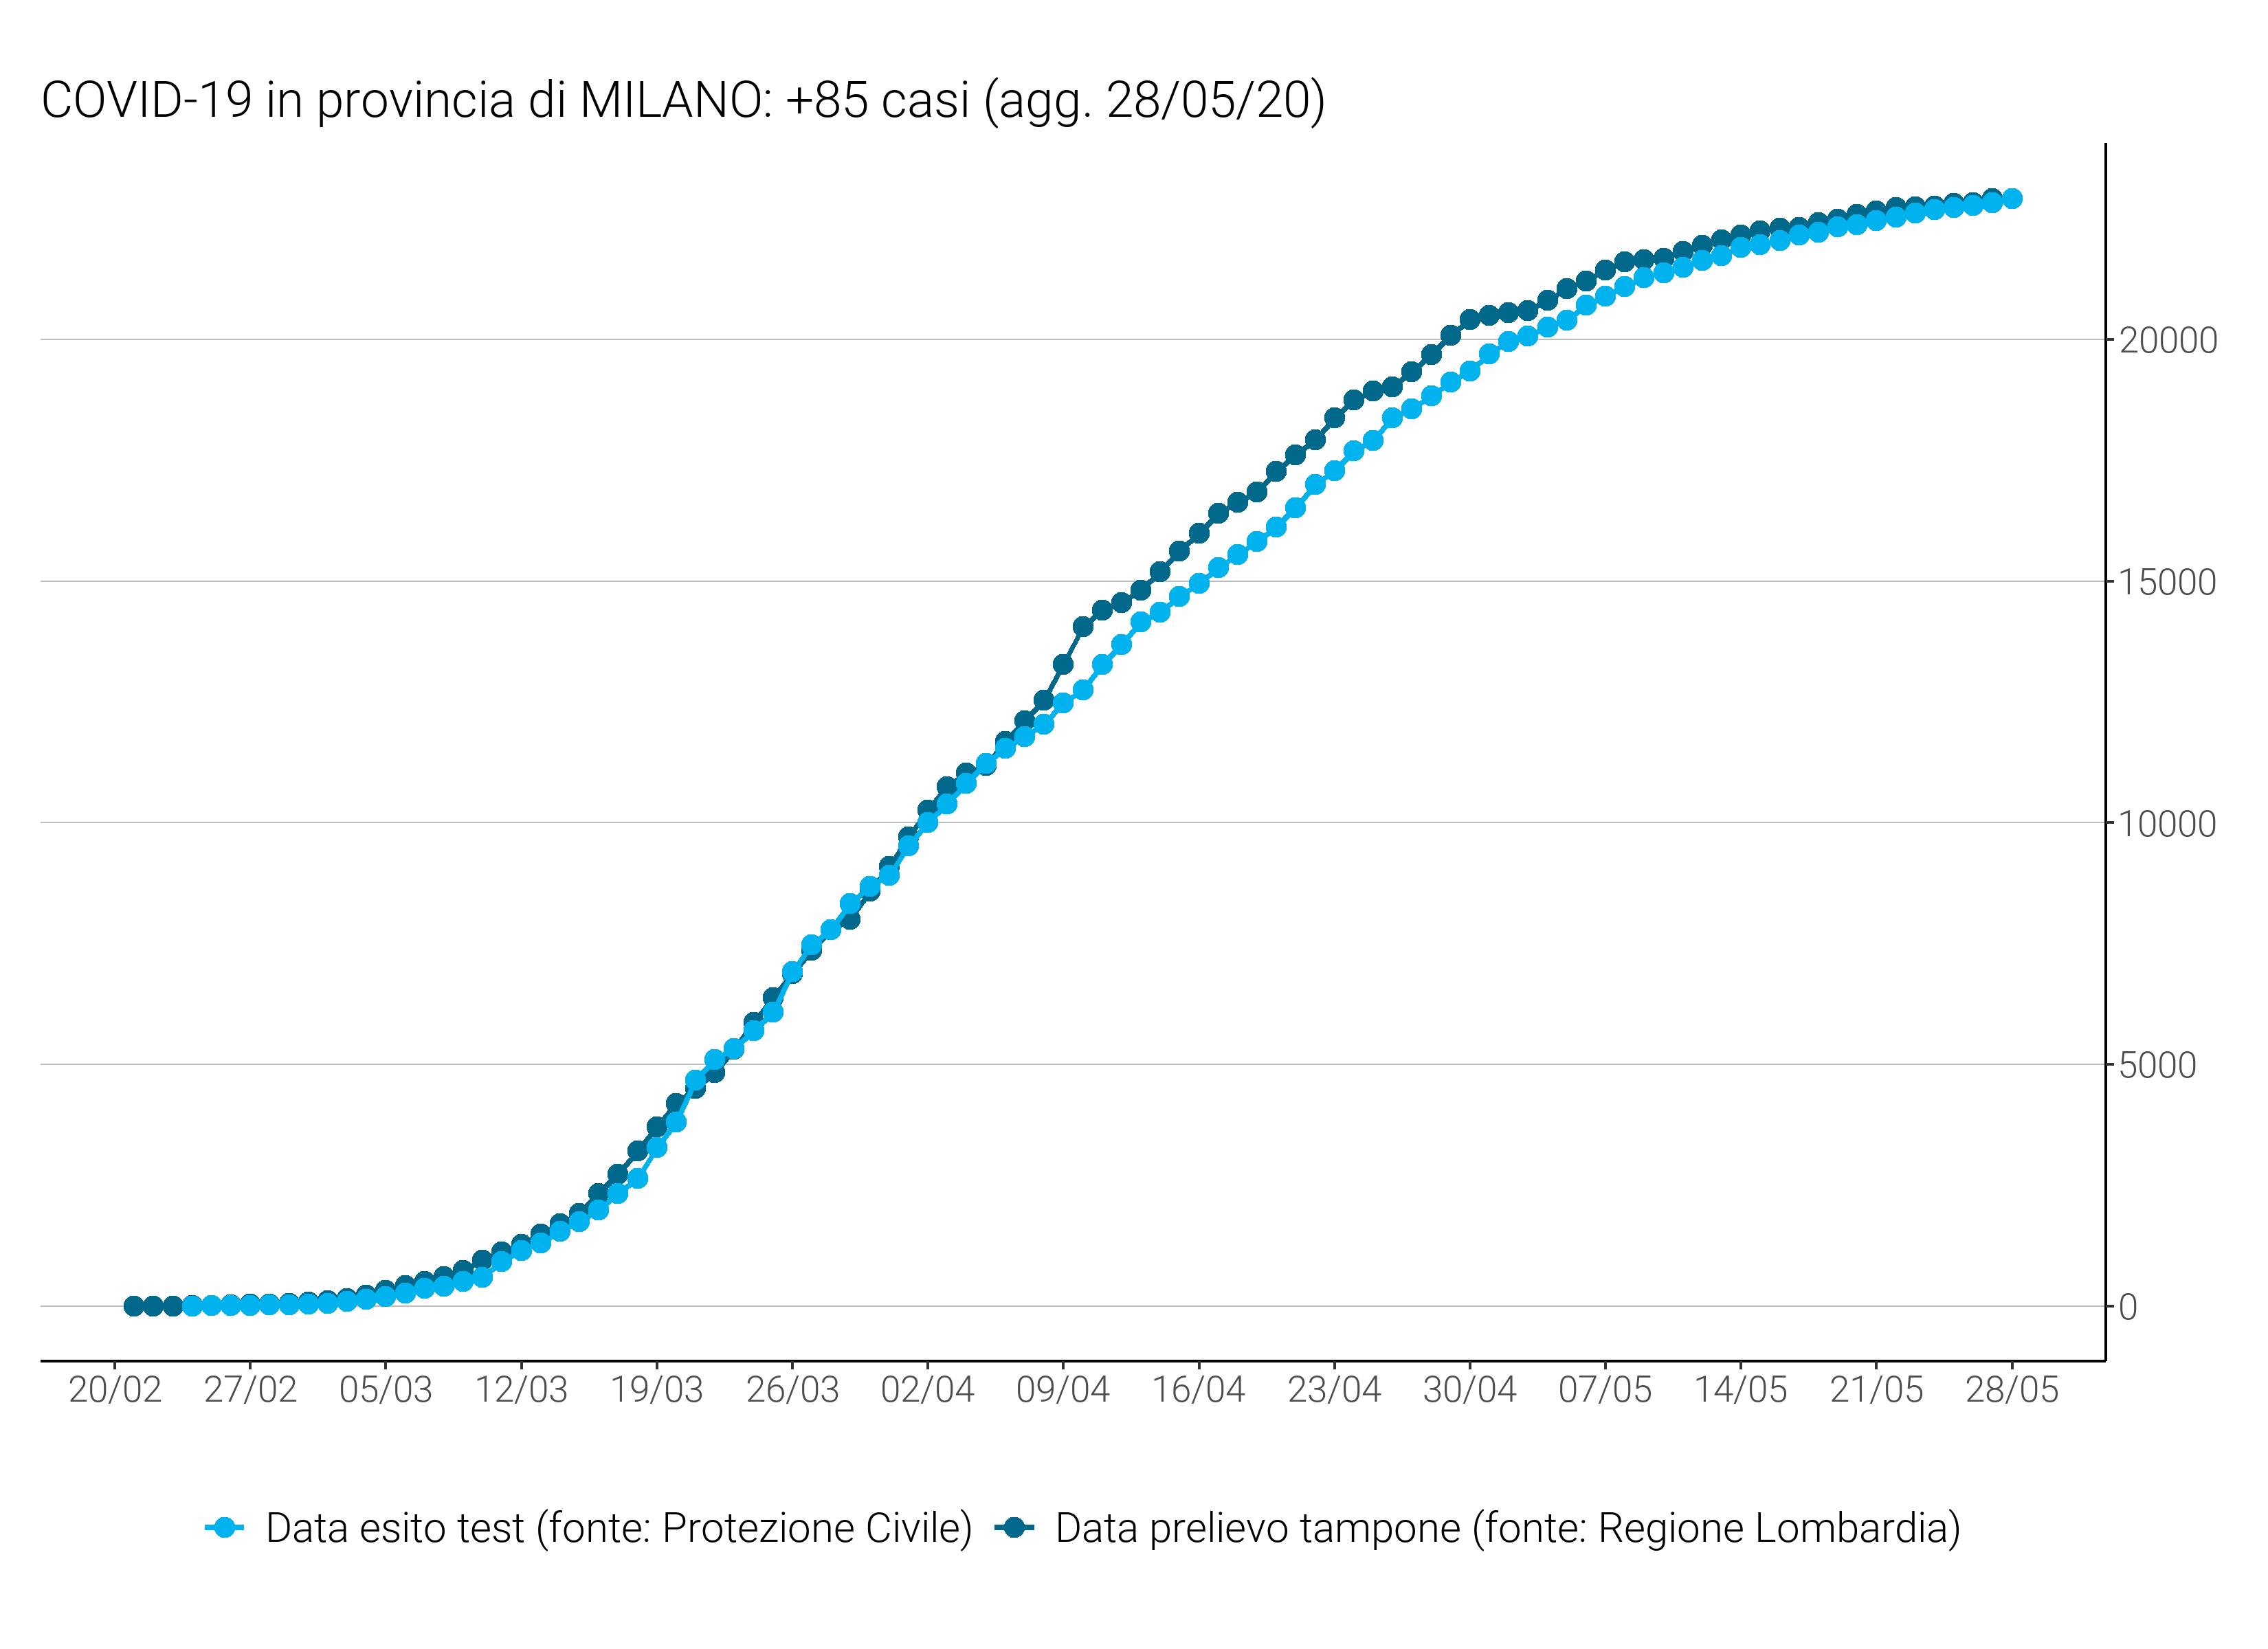 COVID-19 in provincia di MILANO: +85 casi (agg. 28/05/20)
20000
15000
10000
5000
0
20/02 27/02 05/03 12/03 19/03 26/03 02/04 09/04 16/04 23/04 30/04 07/05 14/05 21/05 28/05
Data esito test (fonte: Protezione Civile) Data prelievo tampone (fonte: Regione Lombardia)